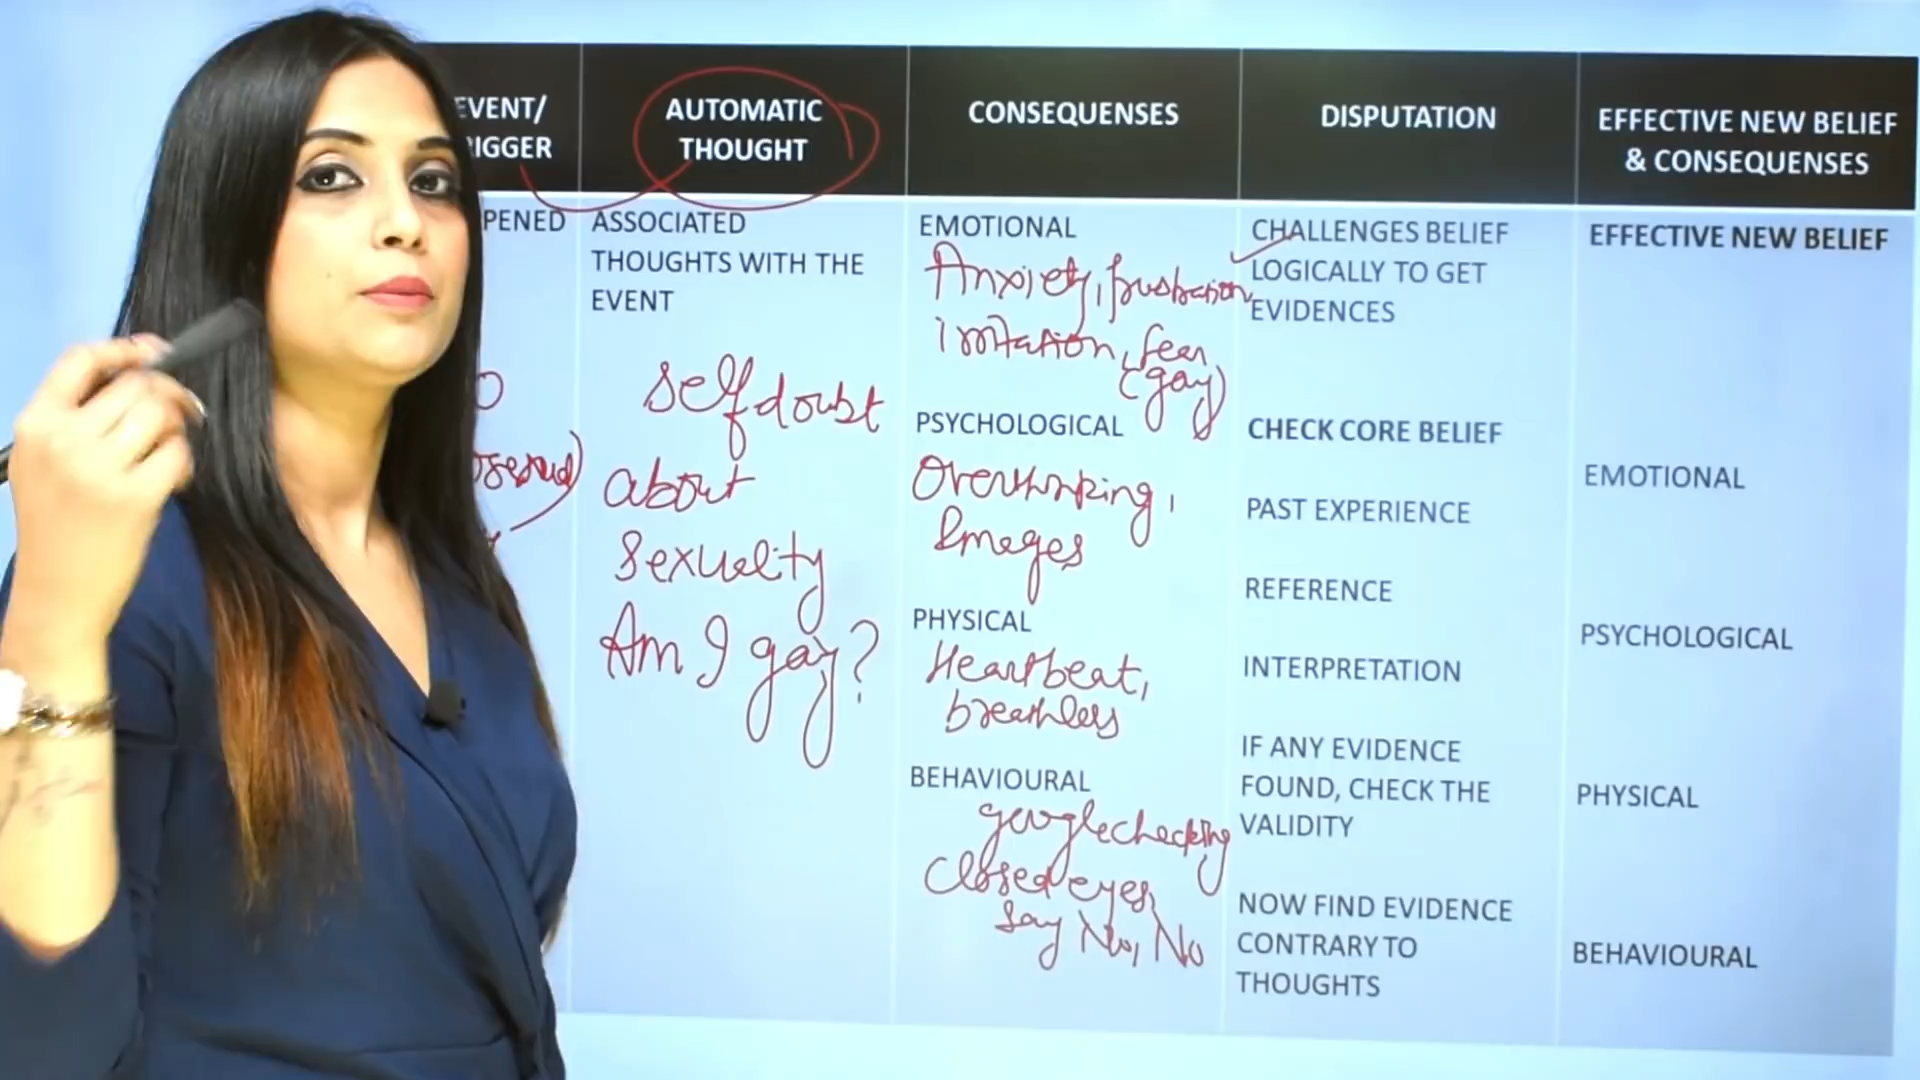 EVENT/
RIGGER
PENED
AUTOMATIC
THOUGHT
ASSOCIATED
THOUGHTS WITH THE
EVENT
Self doubt
about
Sexuality
Am I gay?
CONSEQUENSES
EMOTIONAL
Anxiety, frustration
irritation, fear
(gay)
PSYCHOLOGICAL
Overthinking,
Images
PHYSICAL
Heartbeat,
breathless
BEHAVIOURAL
google checking
Closed eyes,
Say No, No
DISPUTATION
CHALLENGES BELIEF
LOGICALLY TO GET
EVIDENCES
CHECK CORE BELIEF
PAST EXPERIENCE
REFERENCE
INTERPRETATION
IF ANY EVIDENCE
FOUND, CHECK THE
VALIDITY
NOW FIND EVIDENCE
CONTRARY TO
THOUGHTS
EFFECTIVE NEW BELIEF
& CONSEQUENSES
EFFECTIVE NEW BELIEF
EMOTIONAL
PSYCHOLOGICAL
PHYSICAL
BEHAVIOURAL